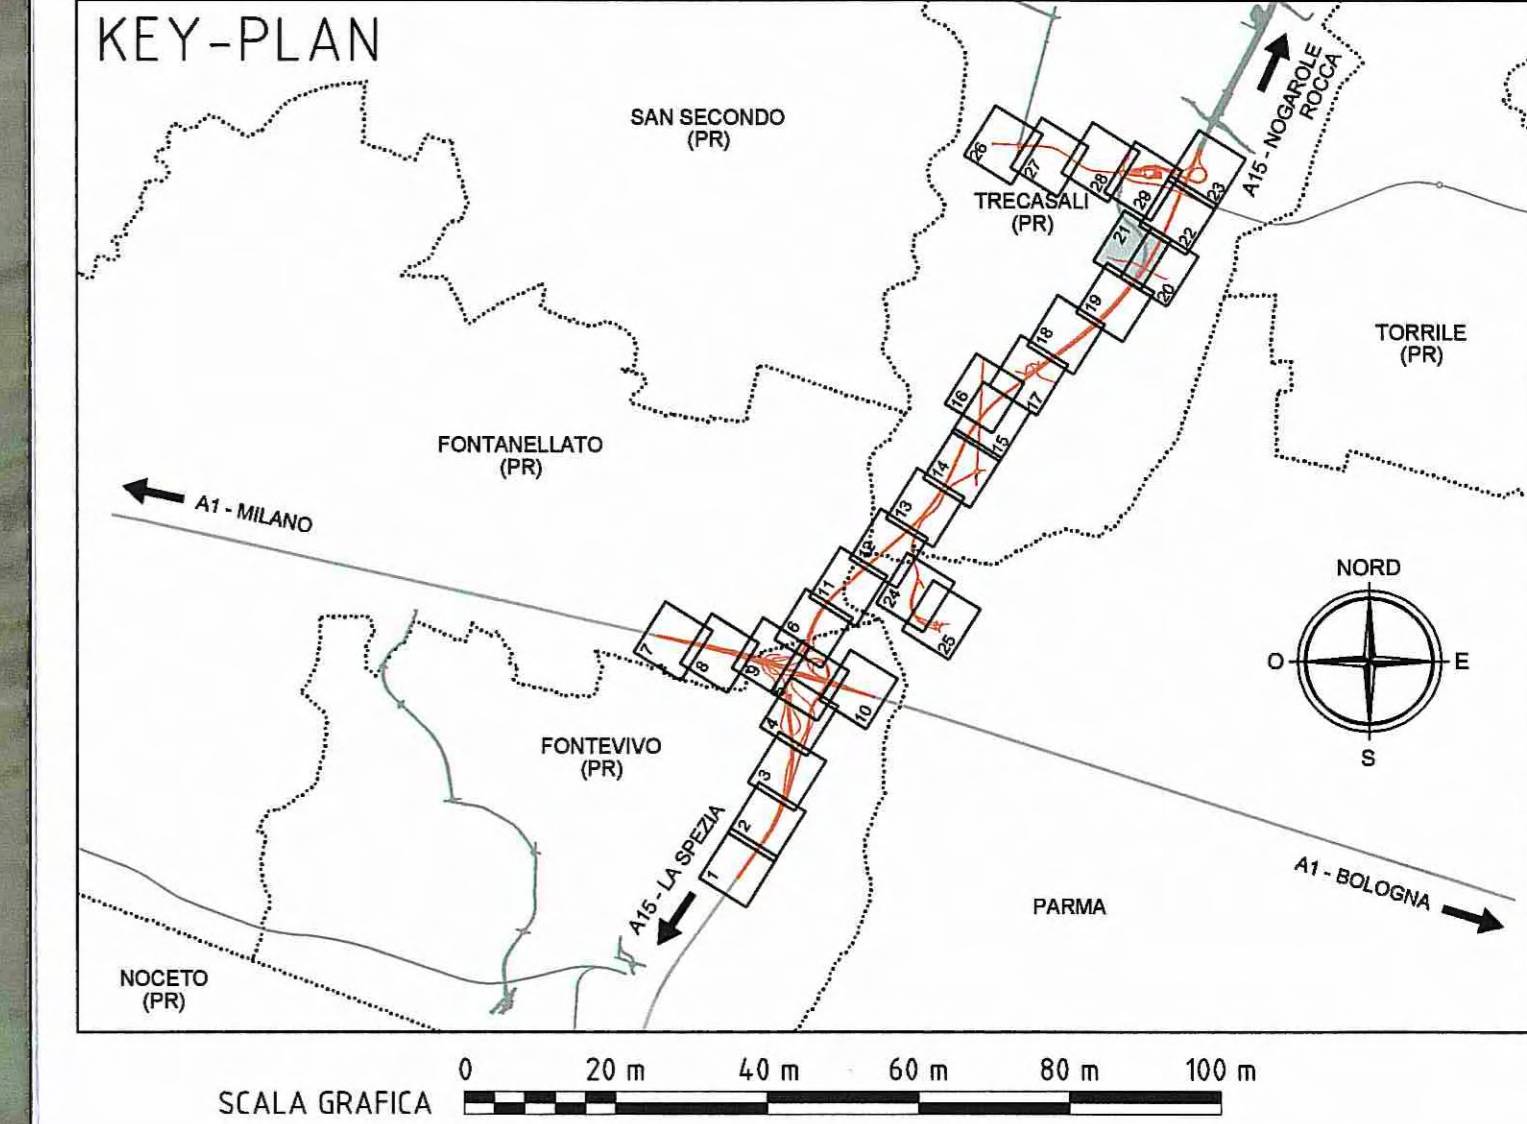 KEY-PLAN
SAN SECONDO
(PR)
A15 - NOGAROLE
ROCCA
26
27
28
29
23
TRECASALI
(PR)
21
22
20
19
18
TORRILE
(PR)
17
16
15
FONTANELLATO
(PR)
14
13
A1 - MILANO
12
11
24
25
NORD
O
E
S
6
7
8
9
5
10
4
FONTEVIVO
(PR)
3
2
1
A15 - LA SPEZIA
A1 - BOLOGNA
PARMA
NOCETO
(PR)
0 20 m 40 m 60 m 80 m 100 m
SCALA GRAFICA